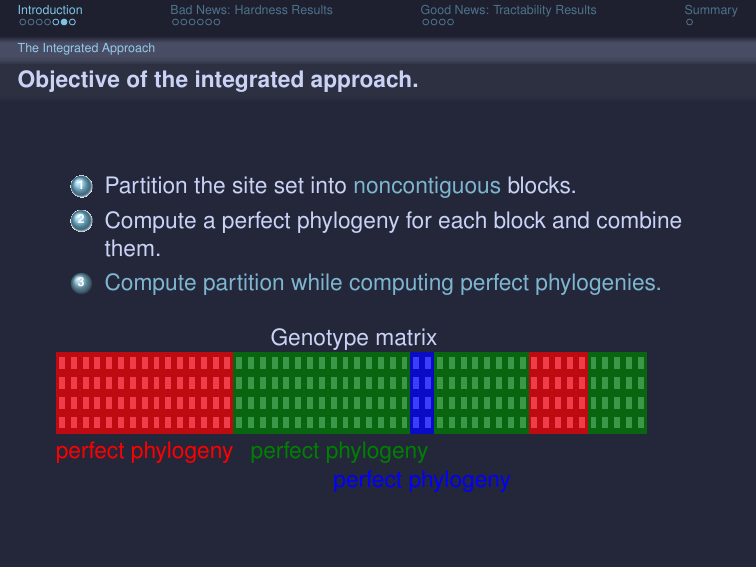 Introduction Bad News: Hardness Results Good News: Tractability Results Summary
The Integrated Approach
Objective of the integrated approach.
1 Partition the site set into noncontiguous blocks.
2 Compute a perfect phylogeny for each block and combine
them.
3 Compute partition while computing perfect phylogenies.
Genotype matrix
perfect phylogeny perfect phylogeny
perfect phylogeny